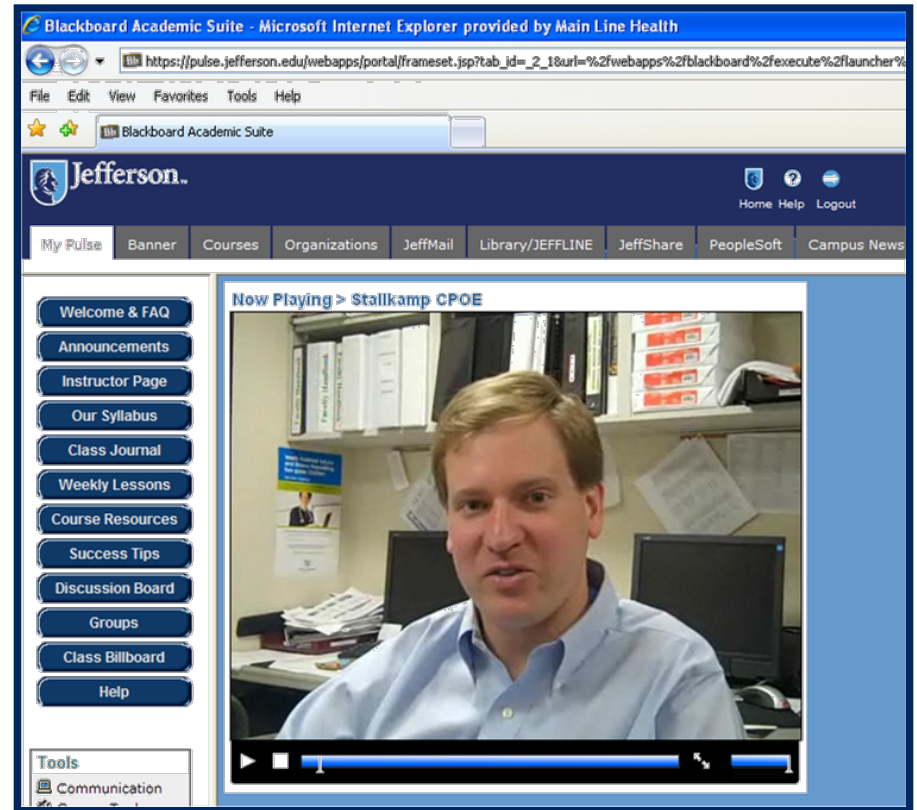 Blackboard Academic Suite - Microsoft Internet Explorer provided by Main Line Health
https://pulse.jefferson.edu/webapps/portal/frameset.jsp?tab_id=_2_1&url=%2fwebapps%2fblackboard%2fexecute%2flauncher%
File Edit View Favorites Tools Help
Blackboard Academic Suite
Jefferson™
Home Help Logout
My Pulse Banner Courses Organizations JeffMail Library/JEFFLINE JeffShare PeopleSoft Campus News
Now Playing > Stallkamp CPOE
Welcome & FAQ
Announcements
Instructor Page
Our Syllabus
Class Journal
Weekly Lessons
Course Resources
Success Tips
Discussion Board
Groups
Class Billboard
Help
Faculty Handbook
Tools
Communication